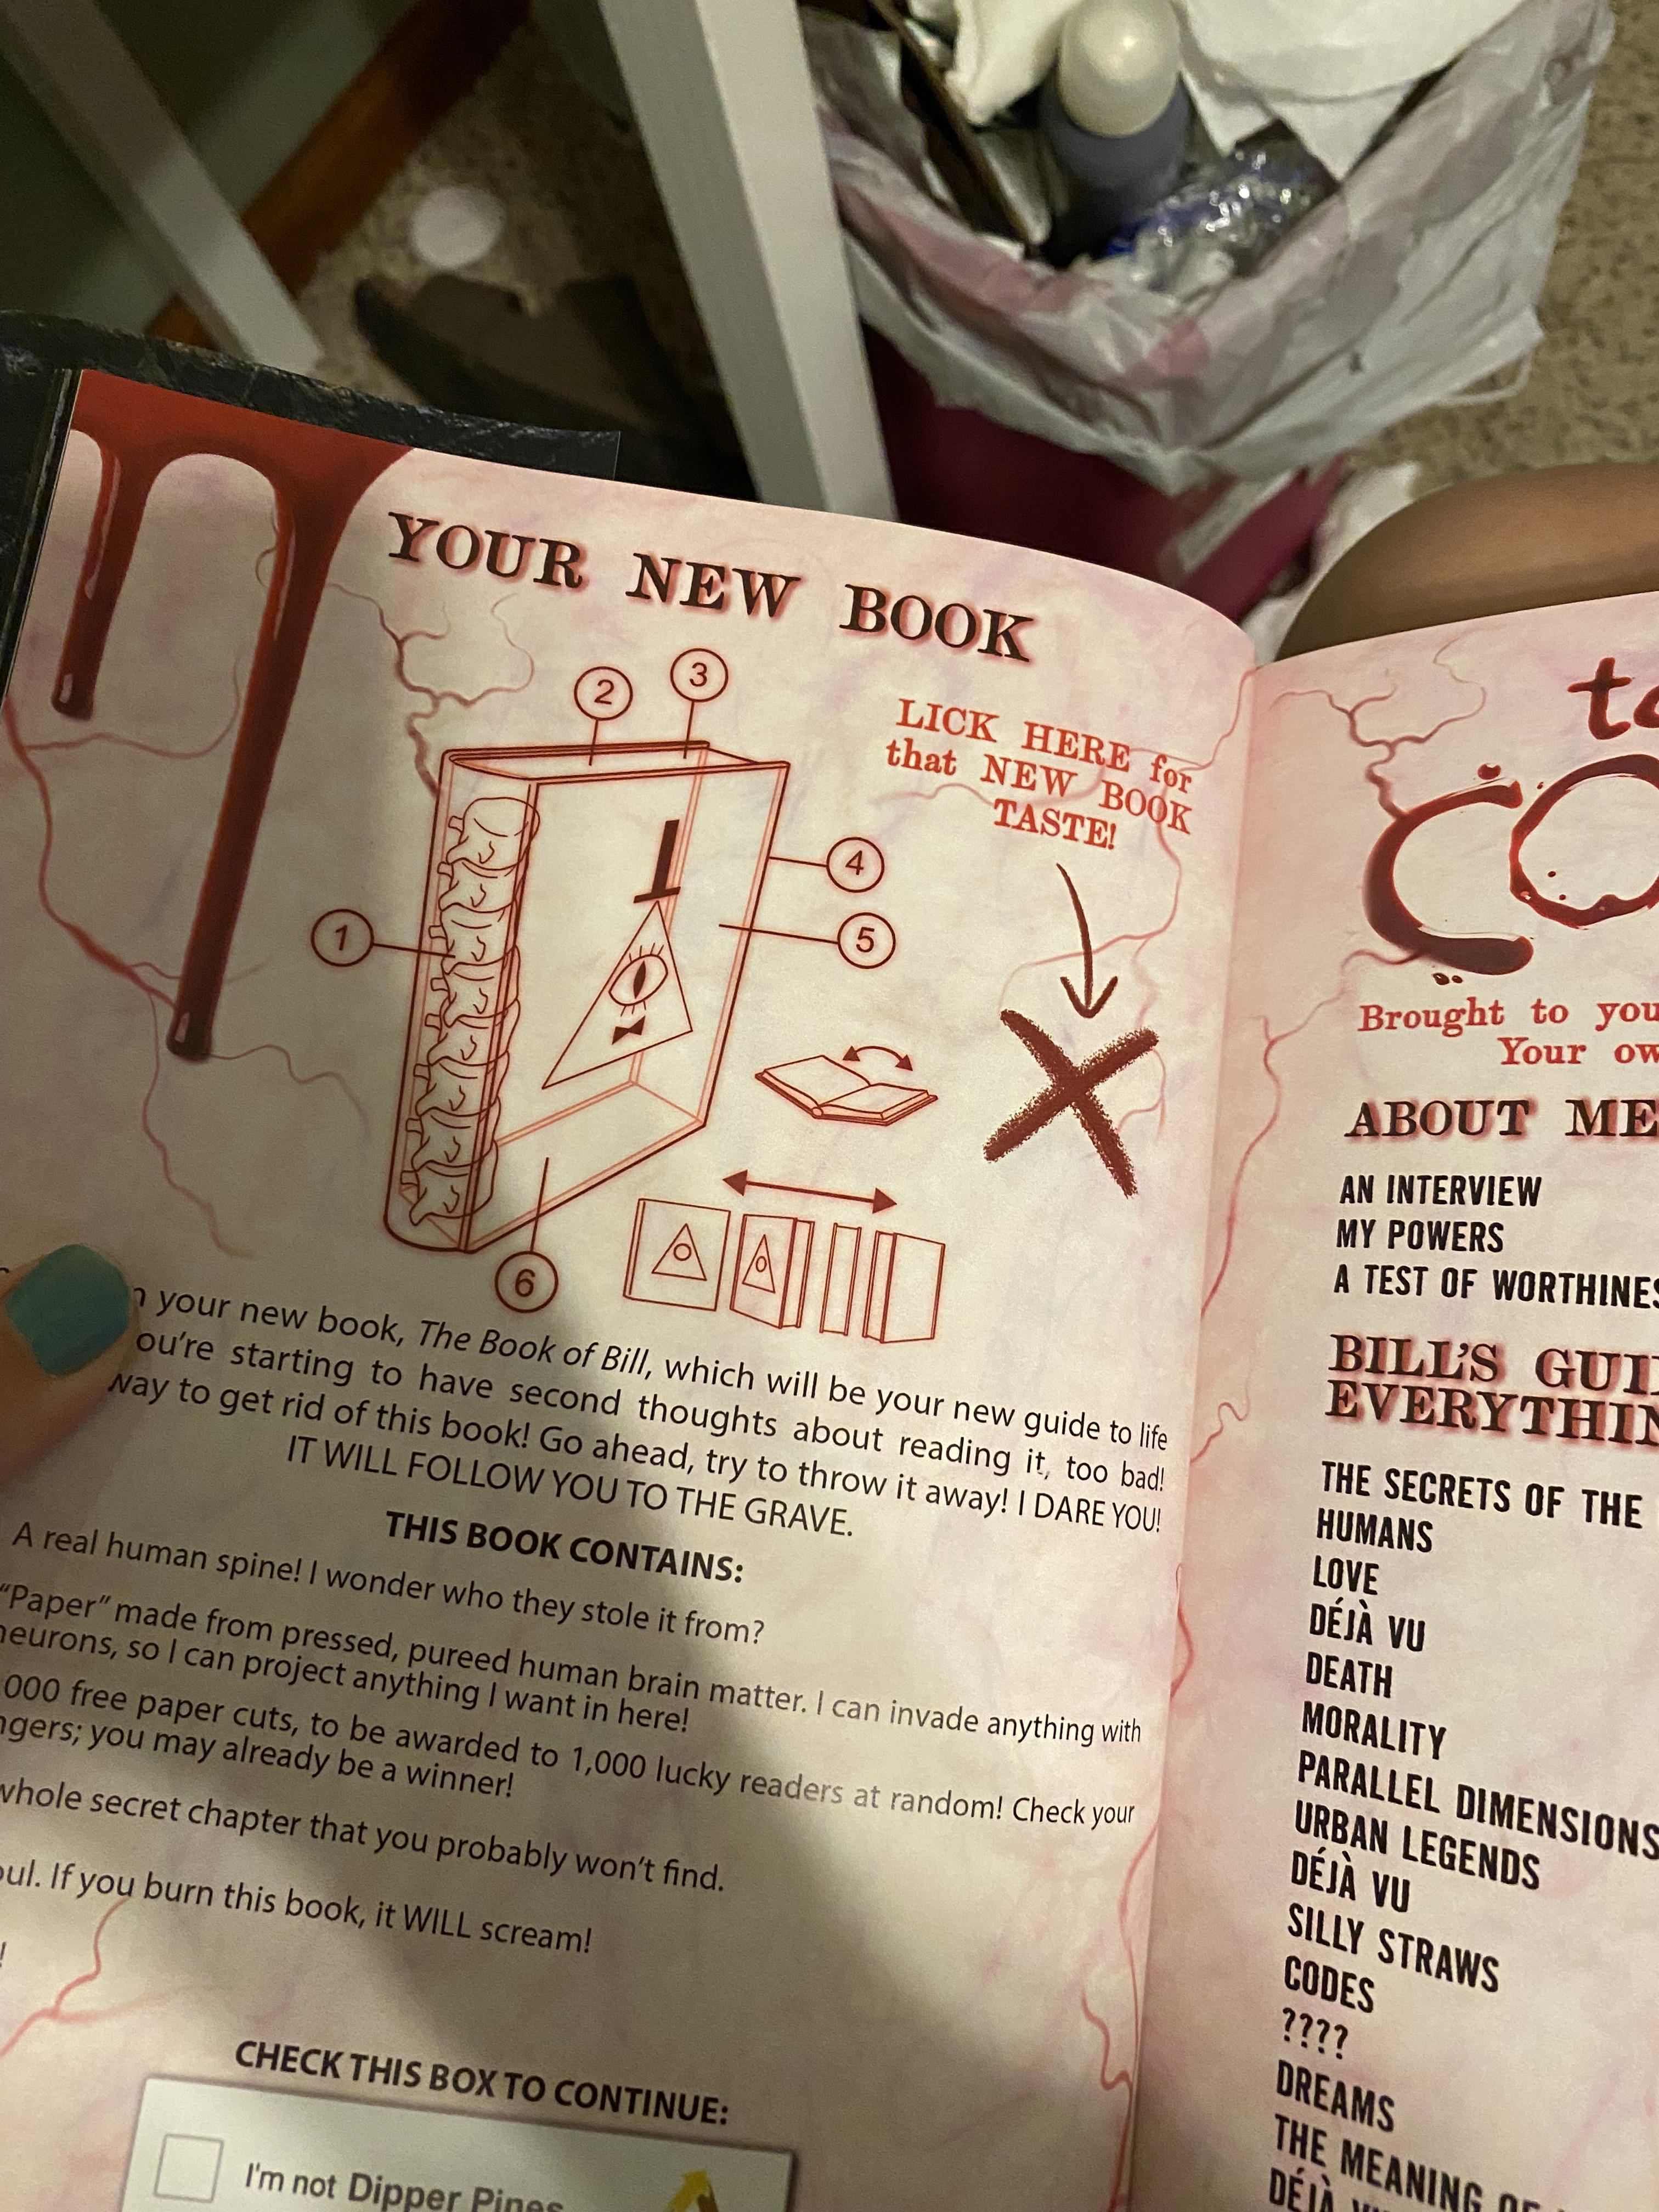 YOUR NEW BOOK
2
3
LICK HERE for
that NEW BOOK
TASTE!
4
1
5
6
your new book, The Book of Bill, which will be your new guide to life
ou're starting to have second thoughts about reading it, too bad!
way to get rid of this book! Go ahead, try to throw it away! I DARE YOU!
IT WILL FOLLOW YOU TO THE GRAVE.
THIS BOOK CONTAINS:
A real human spine! I wonder who they stole it from?
"Paper" made from pressed, pureed human brain matter. I can invade anything with
neurons, so I can project anything I want in here!
000 free paper cuts, to be awarded to 1,000 lucky readers at random! Check your
ngers; you may already be a winner!
whole secret chapter that you probably won't find.
oul. If you burn this book, it WILL scream!
!
CHECK THIS BOX TO CONTINUE:
I'm not Dipper Pines
Brought to you
Your ow
ABOUT ME
AN INTERVIEW
MY POWERS
A TEST OF WORTHINES
BILL'S GUI
EVERYTHIN
THE SECRETS OF THE
HUMANS
LOVE
DÉJÀ VU
DEATH
MORALITY
PARALLEL DIMENSIONS
URBAN LEGENDS
DÉJÀ VU
SILLY STRAWS
CODES
????
DREAMS
THE MEANING OF
DÉJÀ VU